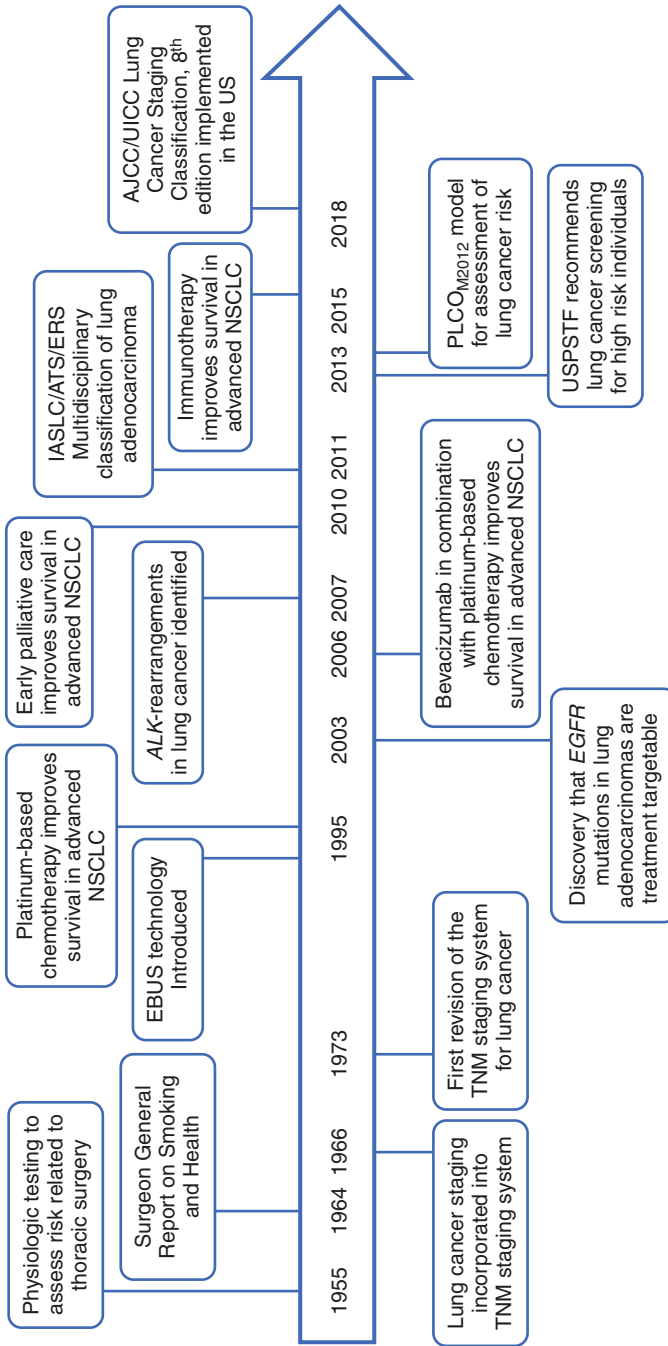 Physiologic testing to
assess risk related to
thoracic surgery
Surgeon General
Report on Smoking
and Health
Platinum-based
chemotherapy improves
survival in advanced
NSCLC
EBUS technology
Introduced
Early palliative care
improves survival in
advanced NSCLC
ALK-rearrangements
in lung cancer identified
IASLC/ATS/ERS
Multidisciplinary
classification of lung
adenocarcinoma
Immunotherapy
improves survival in
advanced NSCLC
AJCC/UICC Lung
Cancer Staging
Classification, 8th
edition implemented
in the US
1955 1964 1966 1973 1995 2003 2006 2007 2010 2011 2013 2015 2018
Lung cancer staging
incorporated into
TNM staging system
First revision of the
TNM staging system
for lung cancer
Discovery that EGFR
mutations in lung
adenocarcinomas are
treatment targetable
Bevacizumab in combination
with platinum-based
chemotherapy improves
survival in advanced NSCLC
USPSTF recommends
lung cancer screening
for high risk individuals
PLCOM2012 model
for assessment of
lung cancer risk